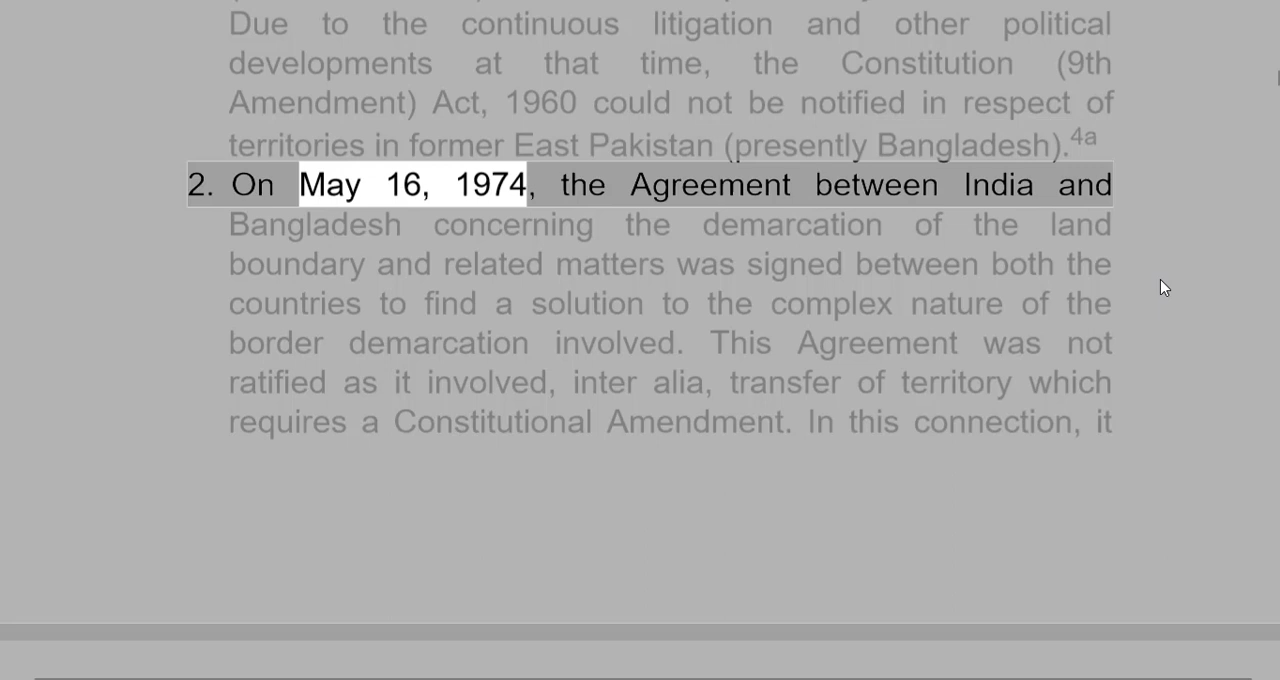 Due to the continuous litigation and other political
developments at that time, the Constitution (9th
Amendment) Act, 1960 could not be notified in respect of
territories in former East Pakistan (presently Bangladesh).4a
2. On May 16, 1974, the Agreement between India and
Bangladesh concerning the demarcation of the land
boundary and related matters was signed between both the
countries to find a solution to the complex nature of the
border demarcation involved. This Agreement was not
ratified as it involved, inter alia, transfer of territory which
requires a Constitutional Amendment. In this connection, it